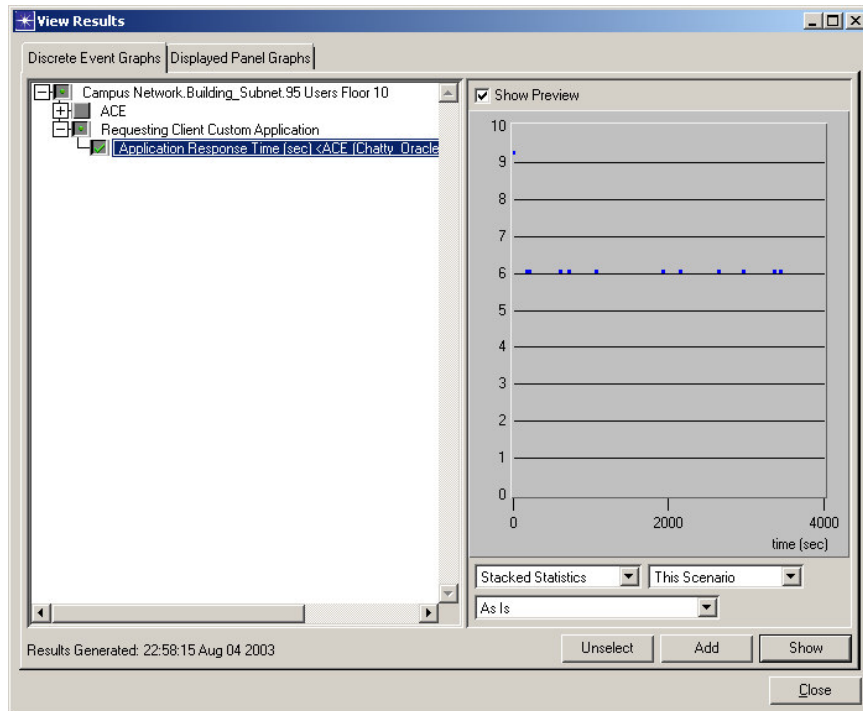 View Results
Discrete Event Graphs
Displayed Panel Graphs
Campus Network.Building_Subnet.95 Users Floor 10
ACE
Requesting Client Custom Application
Application Response Time (sec) <ACE (Chatty_Oracle
Show Preview
10
9
8
7
6
5
4
3
2
1
0
0
2000
4000
time (sec)
Stacked Statistics
This Scenario
As Is
Results Generated: 22:58:15 Aug 04 2003
Unselect
Add
Show
Close